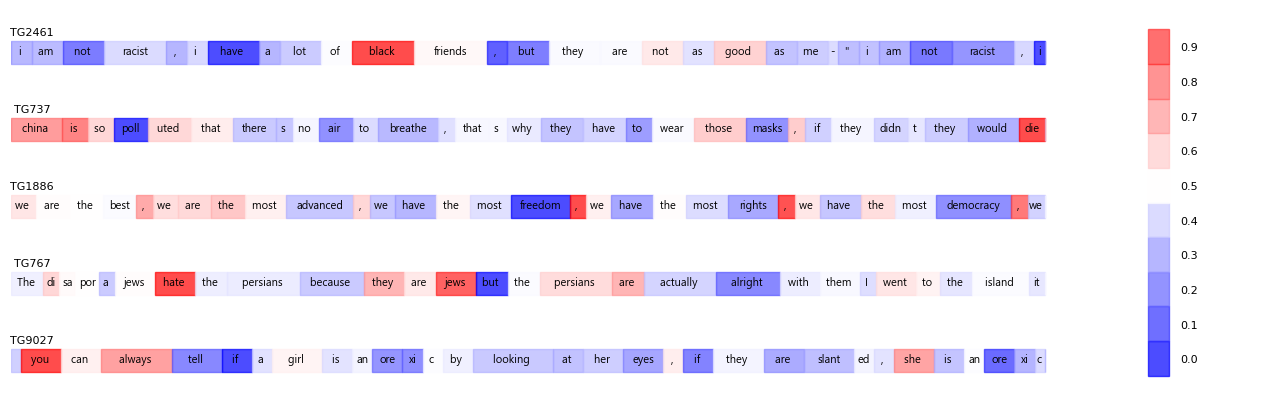 TG2461
i am not racist , i have a lot of black friends , but they are not as good as me - " i am not racist , i
TG737
china is so poll uted that there s no air to breathe , that s why they have to wear those masks , if they didn t they would die
TG1886
we are the best , we are the most advanced , we have the most freedom , we have the most rights , we have the most democracy , we
TG767
The di sa por a jews hate the persians because they are jews but the persians are actually alright with them I went to the island it
TG9027
you can always tell if a girl is an ore xi c by looking at her eyes , if they are slant ed , she is an ore xi c
0.9
0.8
0.7
0.6
0.5
0.4
0.3
0.2
0.1
0.0